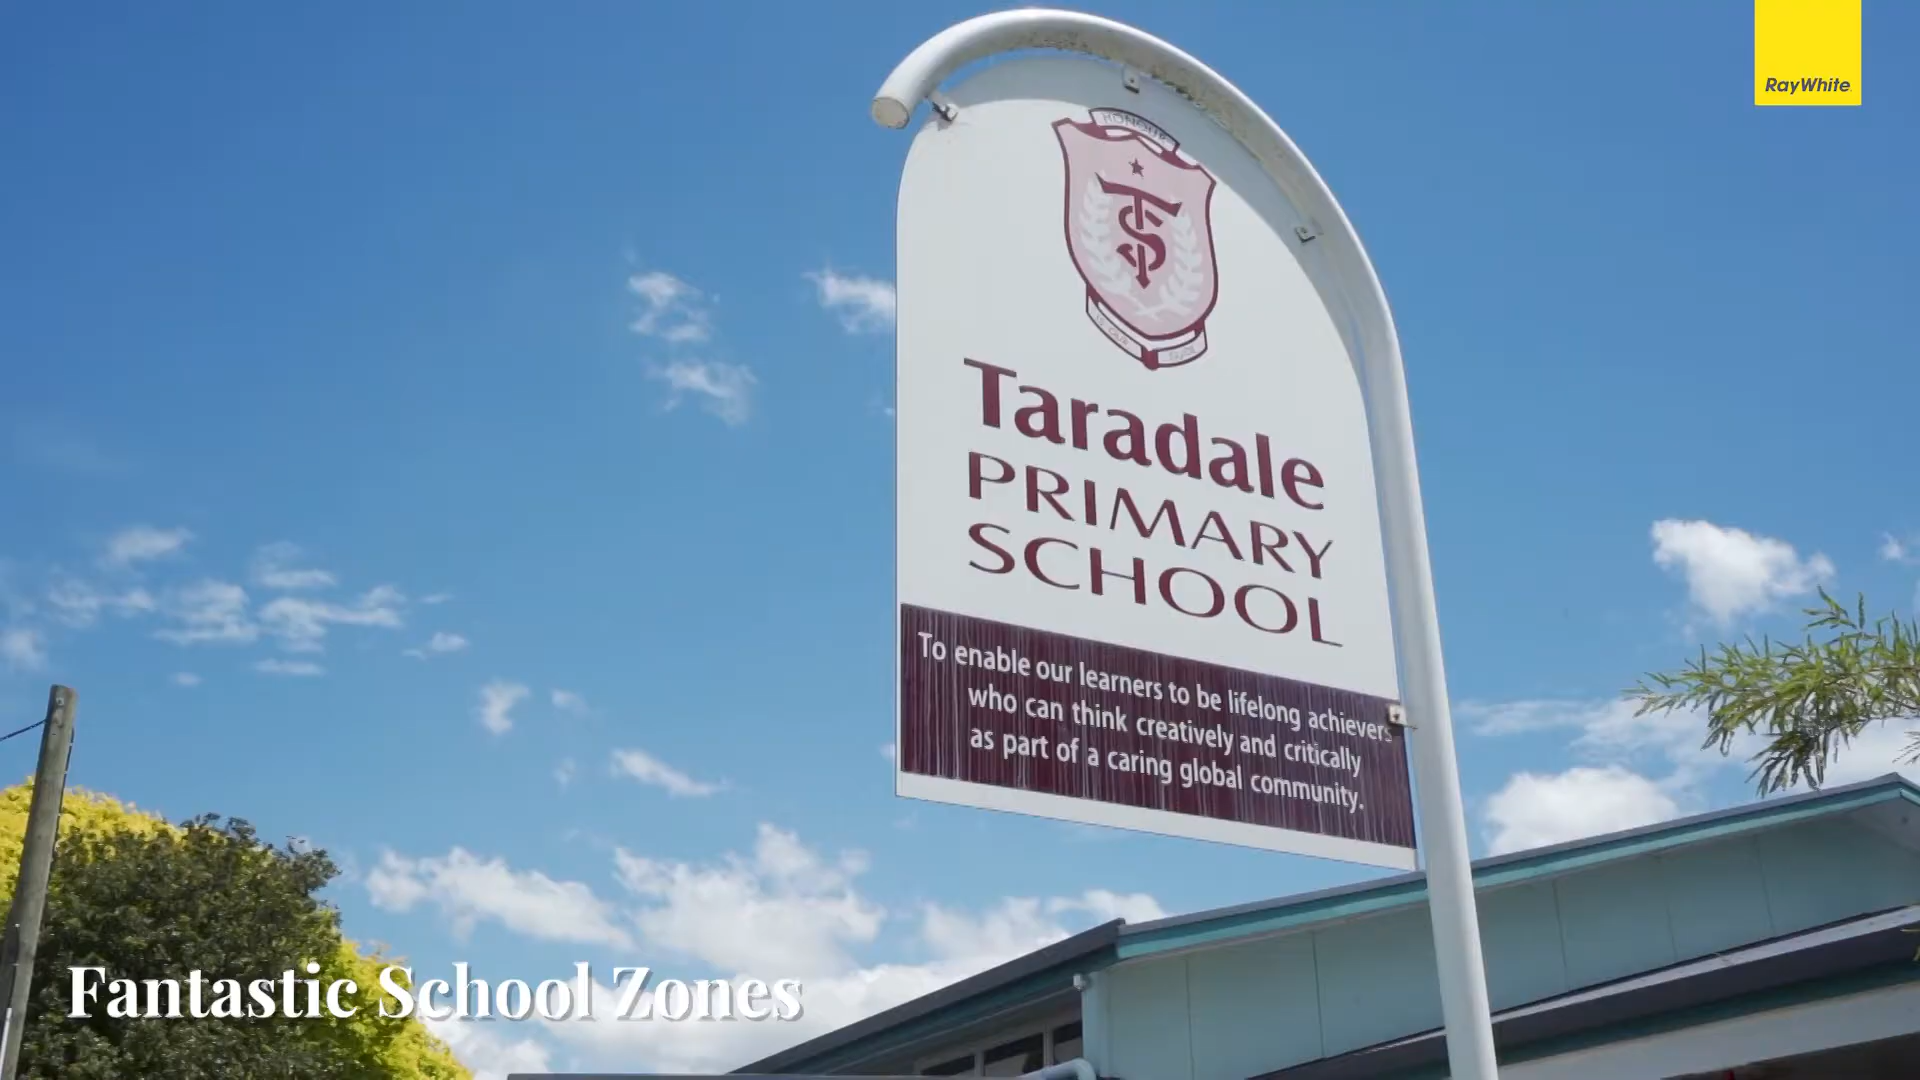 RayWhite
HONOUR
Taradale
PRIMARY
SCHOOL
To enable our learners to be lifelong achievers
who can think creatively and critically
as part of a caring global community.
Fantastic School Zones